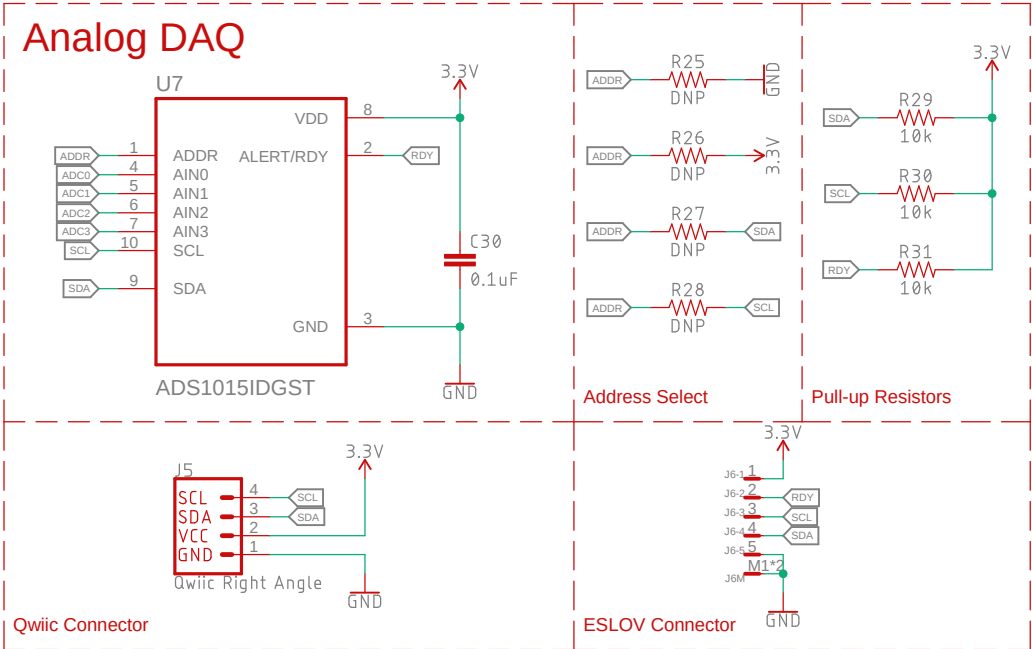 Analog DAQ
U7
3.3V
VDD 8
ADDR 1 ADDR ALERT/RDY 2 RDY
ADC0 4 AIN0
ADC1 5 AIN1
ADC2 6 AIN2
ADC3 7 AIN3
SCL 10 SCL
SDA 9 SDA
C30
0.1uF
GND 3
ADS1015IDGST
GND
R25
ADDR GND
DNP
R26
ADDR 3.3V
DNP
R27
ADDR SDA
DNP
R28
ADDR SCL
DNP
Address Select
3.3V
R29
SDA
10k
R30
SCL
10k
R31
RDY
10k
Pull-up Resistors
3.3V
J5
SCL 4 SCL
SDA 3 SDA
VCC 2
GND 1
Qwiic Right Angle
GND
Qwiic Connector
3.3V
J6-1 1
J6-2 2 RDY
J6-3 3 SCL
J6-4 4 SDA
J6-5 5
J6M M1*2
GND
ESLOV Connector